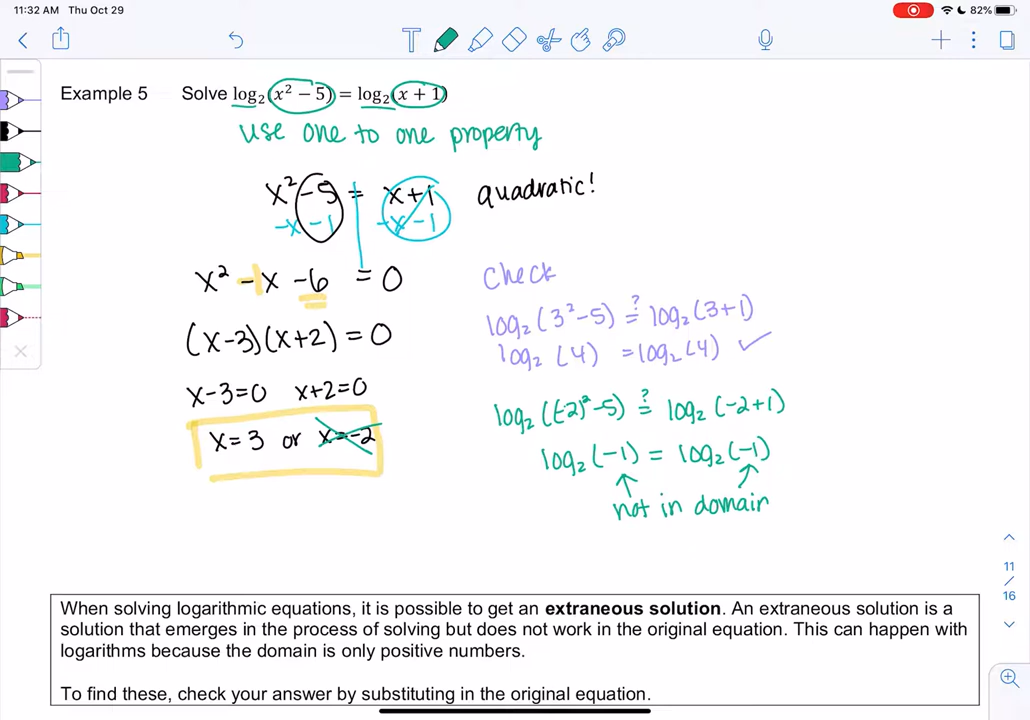 11:32 AM Thu Oct 29
82%
T
Example 5 Solve log₂(x² − 5) = log₂(x + 1)
use one to one property
x² − 5 = x + 1 quadratic!
−x −1 −x −1
x² − 1x − 6 = 0
check
log₂(3² − 5) ≟ log₂(3 + 1)
(x − 3)(x + 2) = 0
log₂(4) = log₂(4) ✓
x − 3 = 0 x + 2 = 0
log₂((−2)² − 5) ≟ log₂(−2 + 1)
x = 3 or x = −2
log₂(−1) = log₂(−1)
not in domain
11
/
16
When solving logarithmic equations, it is possible to get an extraneous solution. An extraneous solution is a
solution that emerges in the process of solving but does not work in the original equation. This can happen with
logarithms because the domain is only positive numbers.
To find these, check your answer by substituting in the original equation.